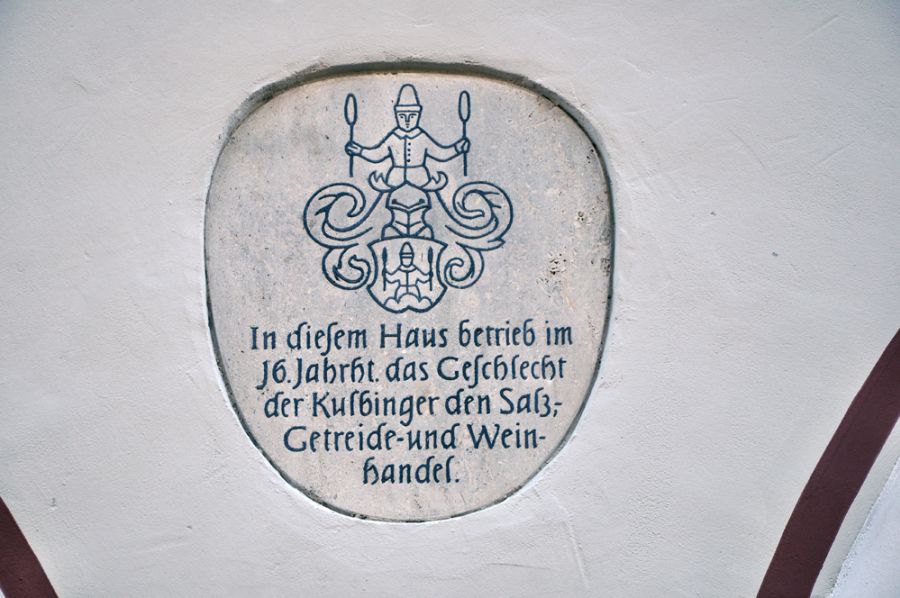 In dieſem Haus betrieb im
16. Jahrht. das Geſchlecht
der Kulbinger den Salz,-
Getreide-und Wein-
handel.